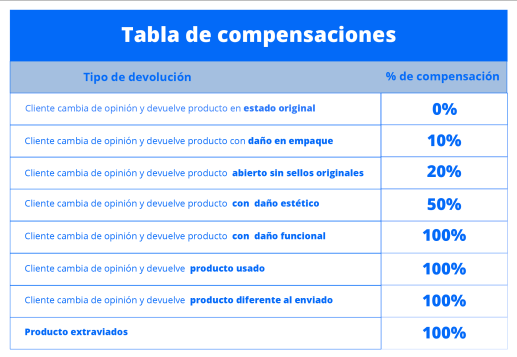 Tabla de compensaciones
Tipo de devolución % de compensación
Cliente cambia de opinión y devuelve producto en estado original 0%
Cliente cambia de opinión y devuelve producto con daño en empaque 10%
Cliente cambia de opinión y devuelve producto abierto sin sellos originales 20%
Cliente cambia de opinión y devuelve producto con daño estético 50%
Cliente cambia de opinión y devuelve producto con daño funcional 100%
Cliente cambia de opinión y devuelve producto usado 100%
Cliente cambia de opinión y devuelve producto diferente al enviado 100%
Producto extraviados 100%